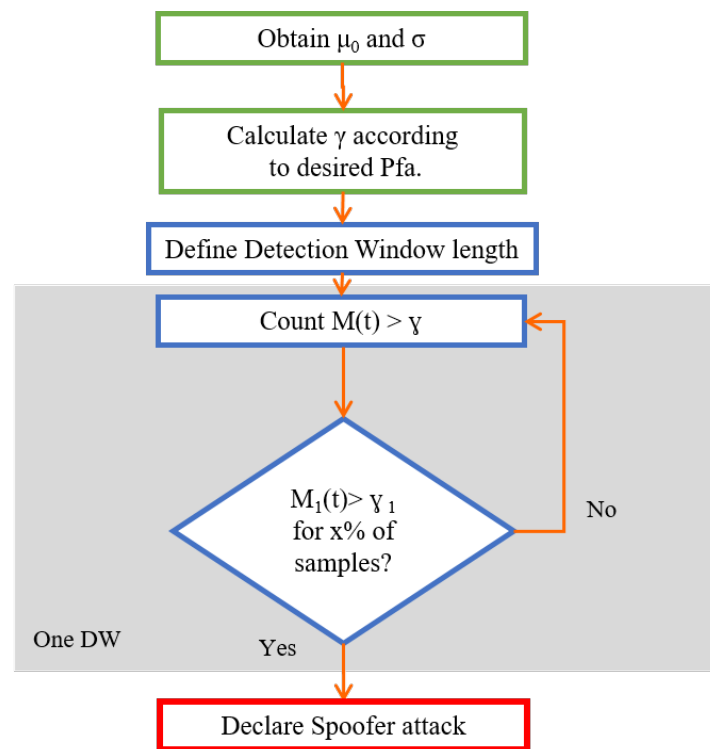 Obtain μ₀ and σ
Calculate γ according
to desired Pfa.
Define Detection Window length
Count M(t) > ɣ
M₁(t)> ɣ ₁
for x% of
samples?
No
One DW
Yes
Declare Spoofer attack